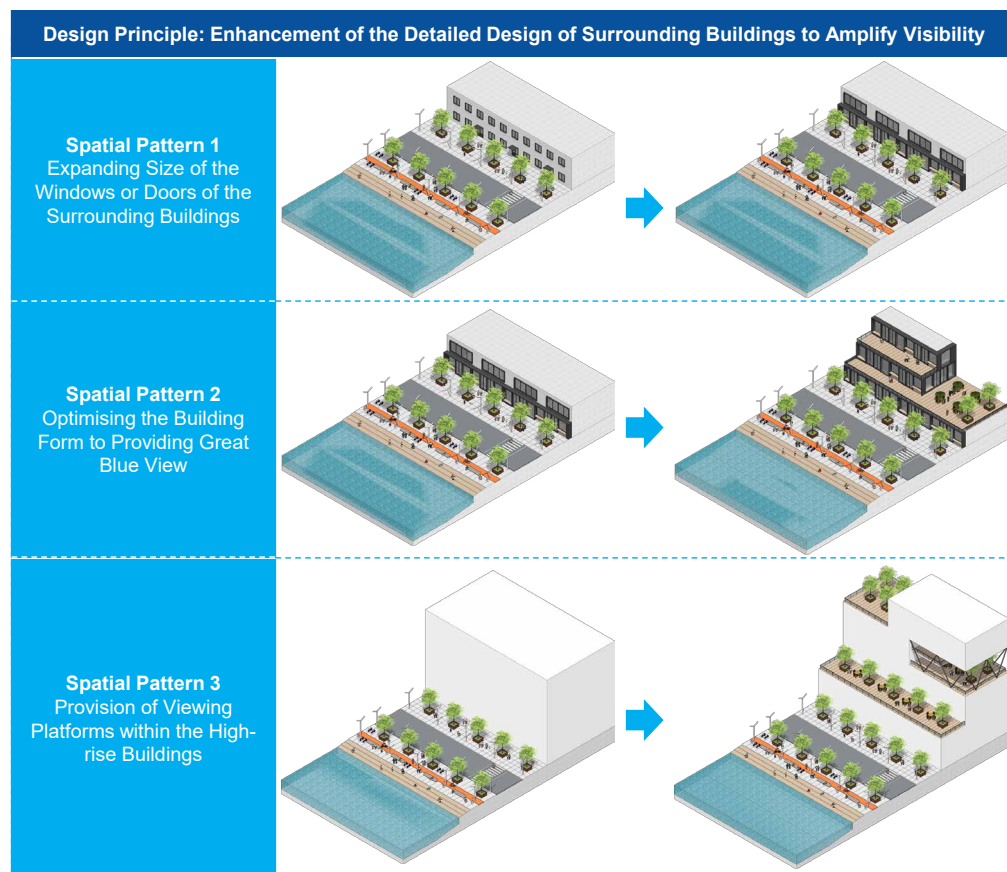 Design Principle: Enhancement of the Detailed Design of Surrounding Buildings to Amplify Visibility
Spatial Pattern 1
Expanding Size of the
Windows or Doors of the
Surrounding Buildings
Spatial Pattern 2
Optimising the Building
Form to Providing Great
Blue View
Spatial Pattern 3
Provision of Viewing
Platforms within the High-
rise Buildings